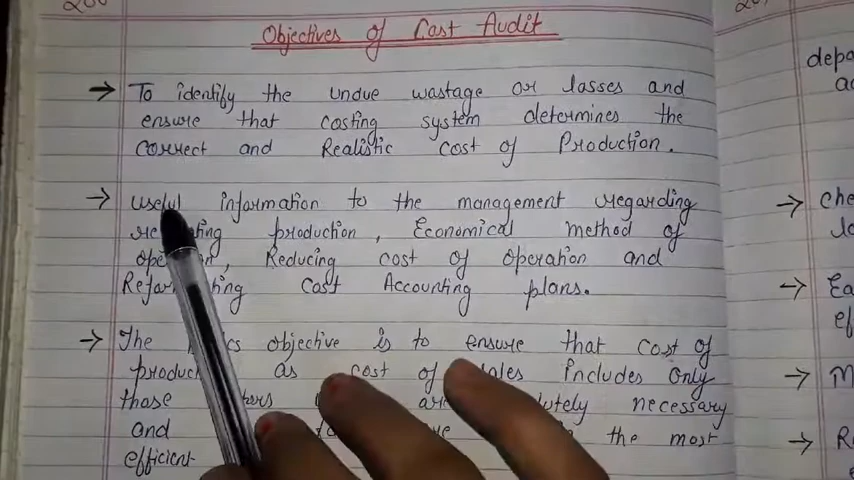 Objectives of Cost Audit
→ To identify the undue wastage or losses and
ensure that costing system determines the
correct and Realistic cost of Production.
→ Useful information to the management regarding
production, Economical method of
Reducing cost of operation and
Cost Accounting plans.
→ The objective is to ensure that cost of
as cost of includes only
those necessary
and the most
efficient
depa
→ Che
→ Ea
ef
→ M
→ R